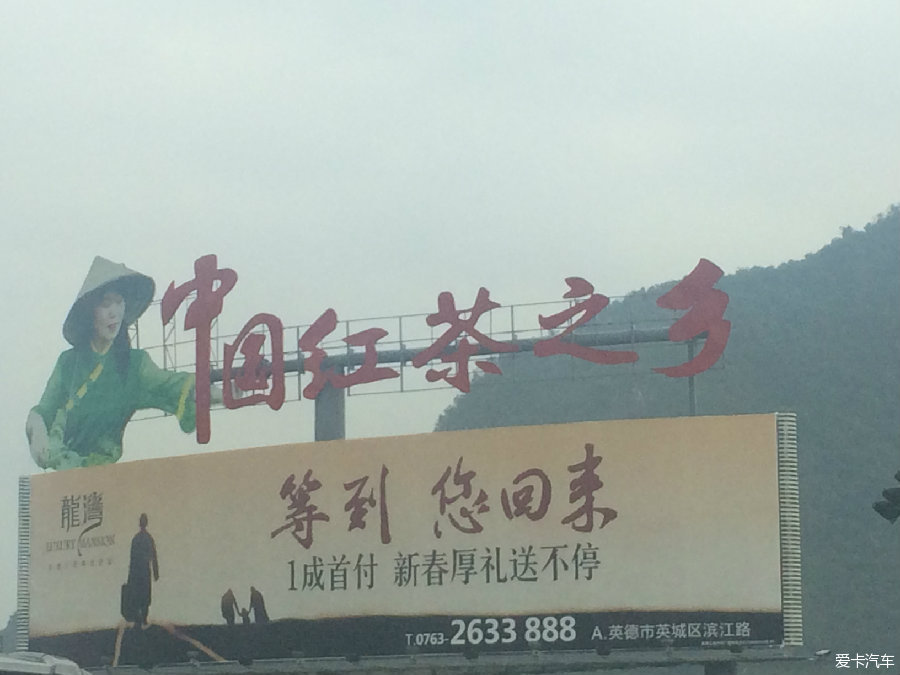 中国红茶之乡
龍灣
LUXURY MANSION
等到 您回来
1成首付 新春厚礼送不停
T.0763-2633 888 A.英德市英城区滨江路
爱卡汽车